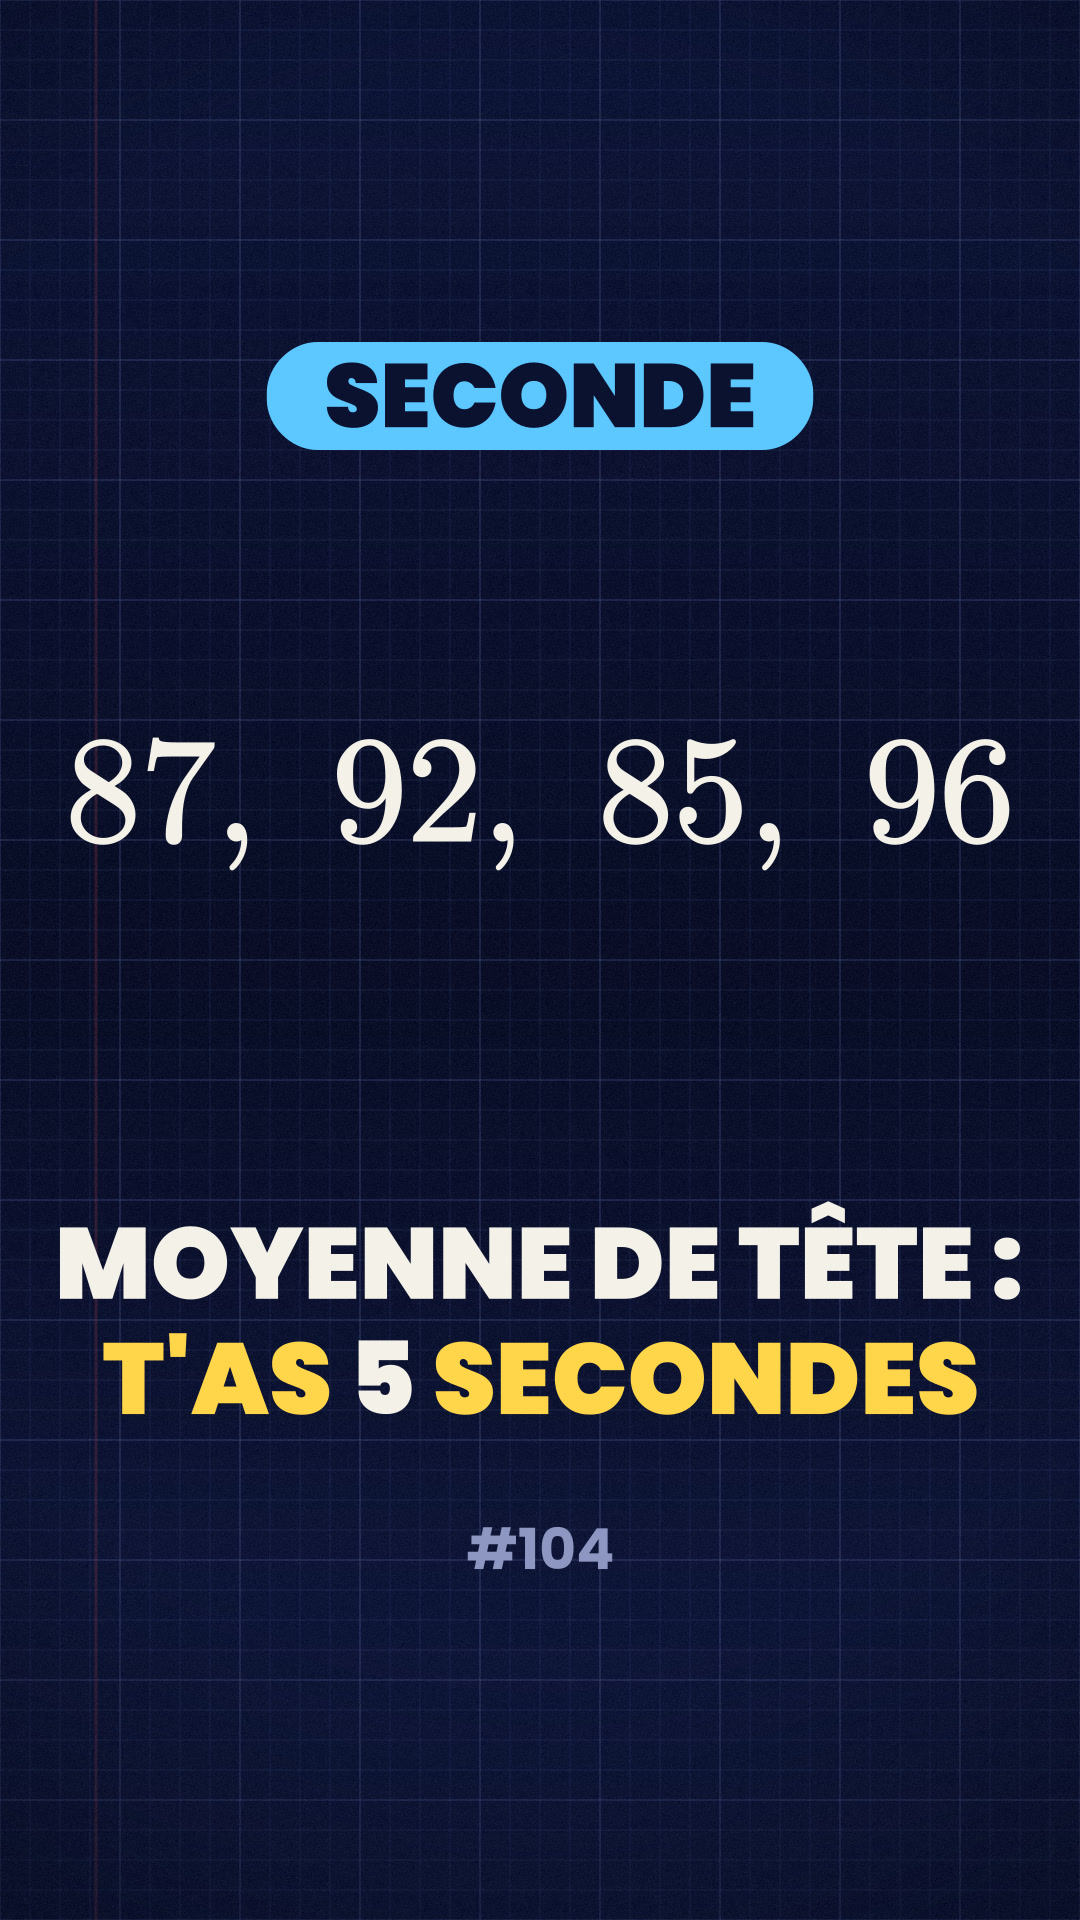 SECONDE
87, 92, 85, 96
MOYENNE DE TÊTE :
T'AS 5 SECONDES
#104